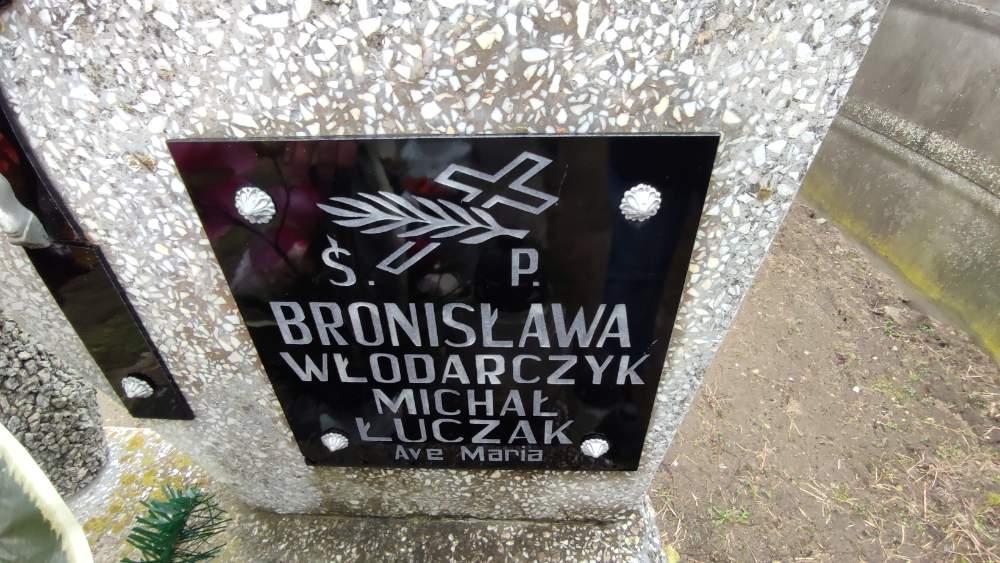 Ś. P.
BRONISŁAWA
WŁODARCZYK
MICHAŁ
ŁUCZAK
Ave Maria